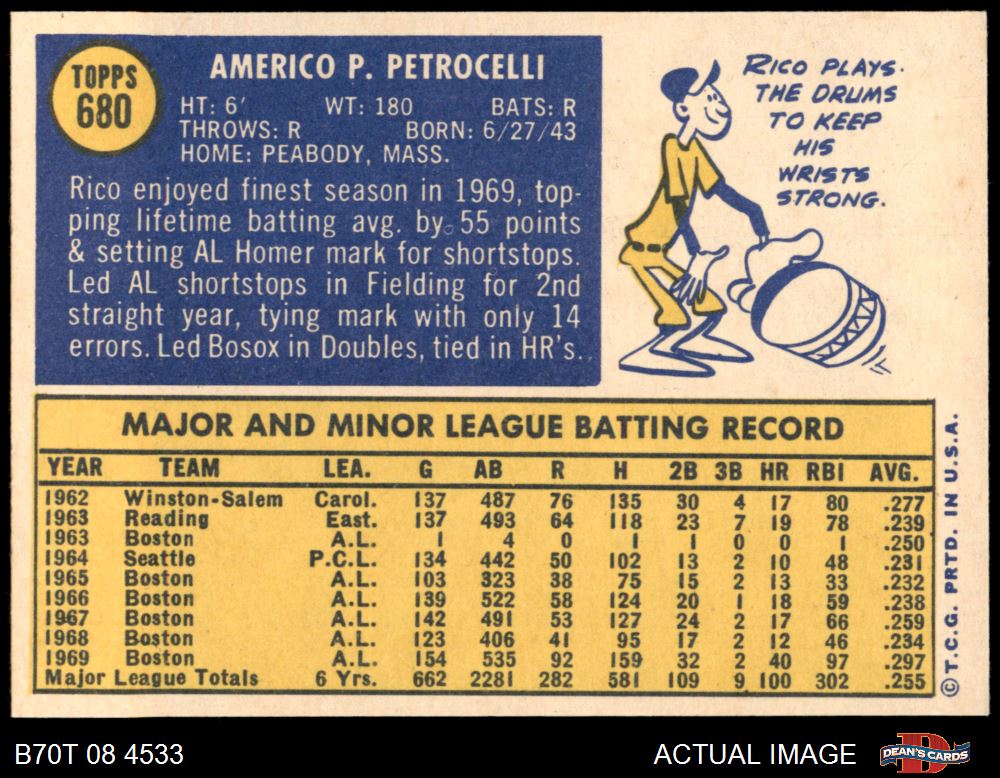 TOPPS
680
AMERICO P. PETROCELLI
HT: 6' WT: 180 BATS: R
THROWS: R BORN: 6/27/43
HOME: PEABODY, MASS.
Rico enjoyed finest season in 1969, top-
ping lifetime batting avg. by 55 points
& setting AL Homer mark for shortstops.
Led AL shortstops in Fielding for 2nd
straight year, tying mark with only 14
errors. Led Bosox in Doubles, tied in HR's.
RICO PLAYS
THE DRUMS
TO KEEP
HIS
WRISTS
STRONG.
MAJOR AND MINOR LEAGUE BATTING RECORD
YEAR TEAM LEA. G AB R H 2B 3B HR RBI AVG.
1962 Winston-Salem Carol. 137 487 76 135 30 4 17 80 .277
1963 Reading East. 137 493 64 118 23 7 19 78 .239
1963 Boston A.L. 1 4 0 1 1 0 0 1 .250
1964 Seattle P.C.L. 134 442 50 102 13 2 10 48 .231
1965 Boston A.L. 103 323 38 75 15 2 13 33 .232
1966 Boston A.L. 139 522 58 124 20 1 18 59 .238
1967 Boston A.L. 142 491 53 127 24 2 17 66 .259
1968 Boston A.L. 123 406 41 95 17 2 12 46 .234
1969 Boston A.L. 154 535 92 159 32 2 40 97 .297
Major League Totals 6 Yrs. 662 2281 282 581 109 9 100 302 .255
© T.C.G. PRTD. IN U.S.A.
B70T 08 4533 ACTUAL IMAGE DEAN'S CARDS